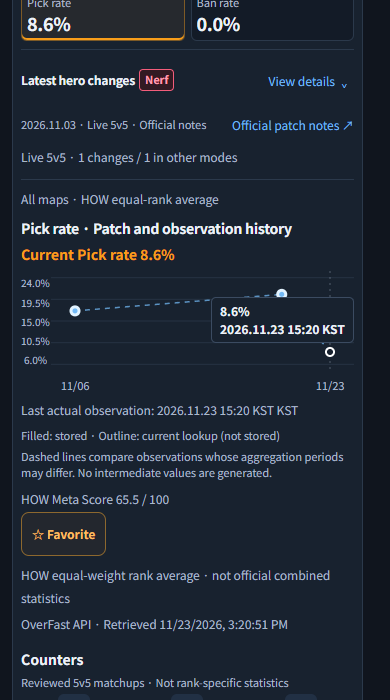 Pick rate
Ban rate
8.6%
0.0%
Latest hero changes
Nerf
View details
2026.11.03 · Live 5v5 · Official notes
Official patch notes ↗
Live 5v5 · 1 changes / 1 in other modes
All maps · HOW equal-rank average
Pick rate · Patch and observation history
Current Pick rate 8.6%
24.0%
19.5%
15.0%
10.5%
6.0%
8.6%
2026.11.23 15:20 KST
11/06
11/23
Last actual observation: 2026.11.23 15:20 KST KST
Filled: stored · Outline: current lookup (not stored)
Dashed lines compare observations whose aggregation periods
may differ. No intermediate values are generated.
HOW Meta Score 65.5 / 100
☆ Favorite
HOW equal-weight rank average · not official combined
statistics
OverFast API · Retrieved 11/23/2026, 3:20:51 PM
Counters
Reviewed 5v5 matchups · Not rank-specific statistics